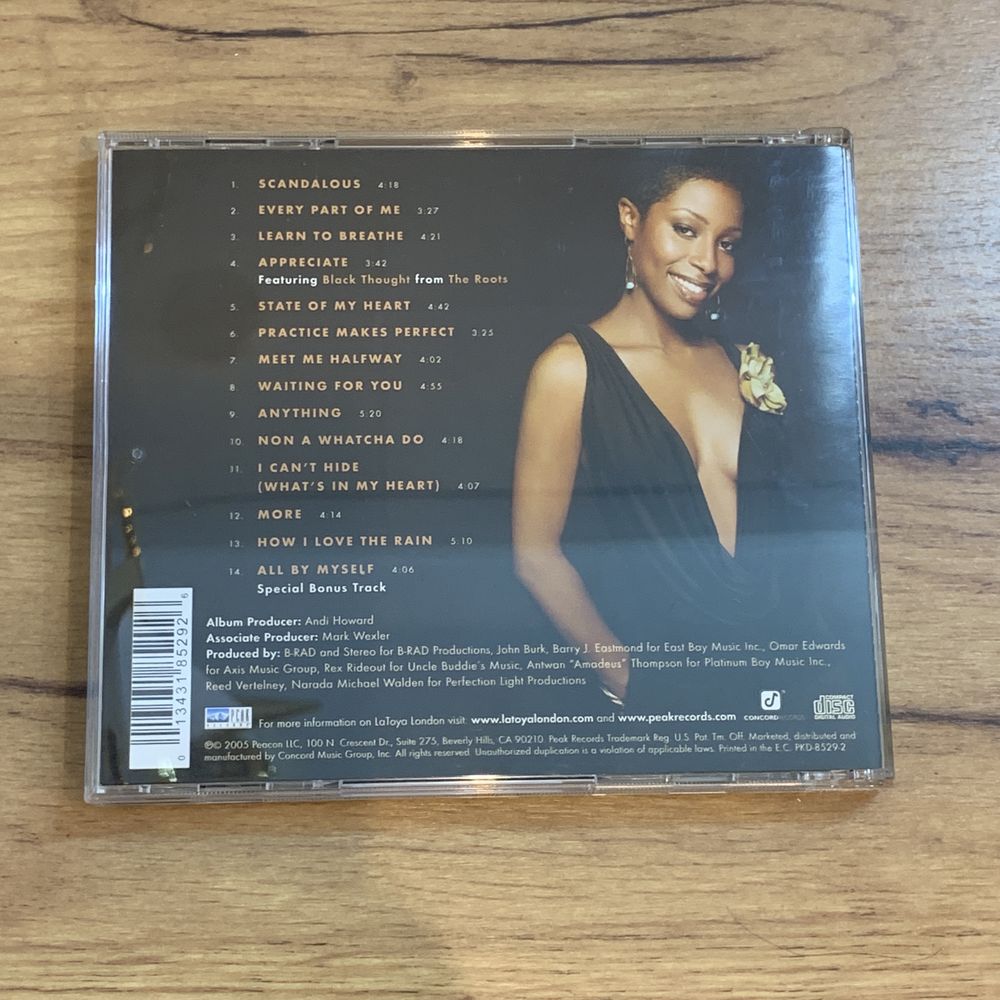 1. SCANDALOUS 4:18
2. EVERY PART OF ME 3:27
3. LEARN TO BREATHE 4:21
4. APPRECIATE 3:42
Featuring Black Thought from The Roots
5. STATE OF MY HEART 4:42
6. PRACTICE MAKES PERFECT 3:25
7. MEET ME HALFWAY 4:02
8. WAITING FOR YOU 4:55
9. ANYTHING 5:20
10. NON A WHATCHA DO 4:18
11. I CAN'T HIDE
(WHAT'S IN MY HEART) 4:07
12. MORE 4:14
13. HOW I LOVE THE RAIN 5:10
14. ALL BY MYSELF 4:06
Special Bonus Track
Album Producer: Andi Howard
Associate Producer: Mark Wexler
Produced by: B-RAD and Stereo for B-RAD Productions, John Burk, Barry J. Eastmond for East Bay Music Inc., Omar Edwards
for Axis Music Group, Rex Rideout for Uncle Buddie's Music, Antwan "Amadeus" Thompson for Platinum Boy Music Inc.,
Reed Vertelney, Narada Michael Walden for Perfection Light Productions
0 13431 85292 6
PEAK RECORDS
For more information on LaToya London visit: www.latoyalondon.com and www.peakrecords.com
CONCORD RECORDS
COMPACT disc DIGITAL AUDIO
℗© 2005 Peacon LLC, 100 N. Crescent Dr., Suite 275, Beverly Hills, CA 90210. Peak Records Trademark Reg. U.S. Pat. Tm. Off. Marketed, distributed and
manufactured by Concord Music Group, Inc. All rights reserved. Unauthorized duplication is a violation of applicable laws. Printed in the E.C. PKD-8529-2